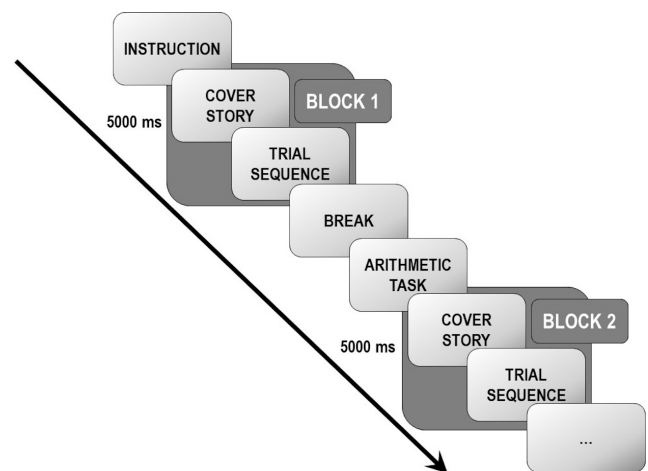 INSTRUCTION
COVER
STORY
BLOCK 1
5000 ms
TRIAL
SEQUENCE
BREAK
ARITHMETIC
TASK
COVER
STORY
BLOCK 2
5000 ms
TRIAL
SEQUENCE
...